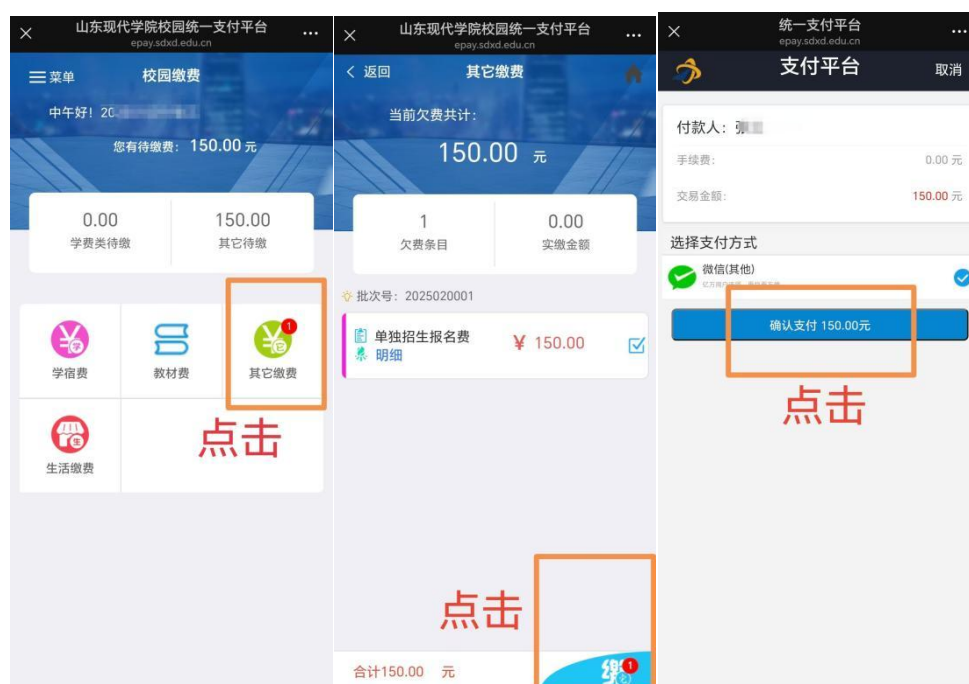 山东现代学院校园统一支付平台
epay.sdxd.edu.cn
菜单
校园缴费
中午好! 20
您有待缴费: 150.00 元
0.00
学费类待缴
150.00
其它待缴
学
学宿费
教材费
1
它
其它缴费
生
生活缴费
点击
山东现代学院校园统一支付平台
epay.sdxd.edu.cn
返回
其它缴费
当前欠费共计:
150.00 元
1
欠费条目
0.00
实缴金额
批次号: 2025020001
单独招生报名费
明细
¥ 150.00
点击
合计150.00 元
缴
1
统一支付平台
epay.sdxd.edu.cn
支付平台
取消
付款人: 张
手续费:
0.00 元
交易金额:
150.00 元
选择支付方式
微信(其他)
确认支付 150.00元
点击